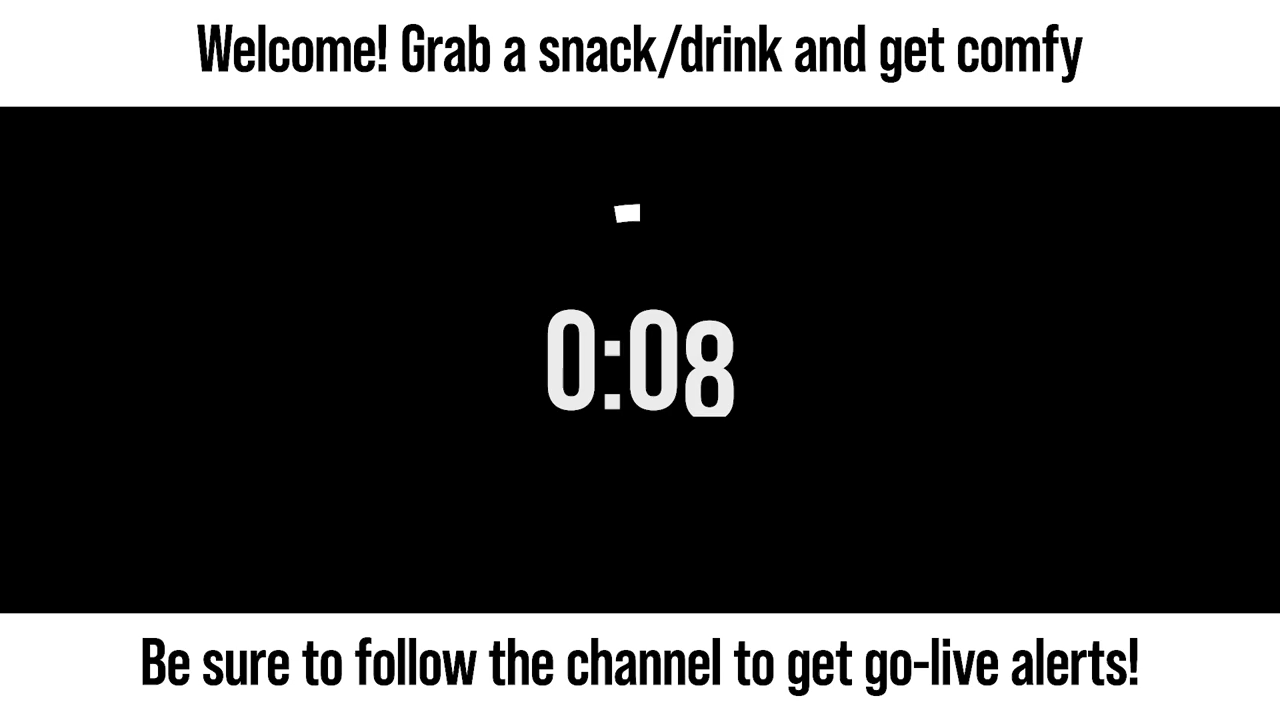 Welcome! Grab a snack/drink and get comfy
0:08
Be sure to follow the channel to get go-live alerts!